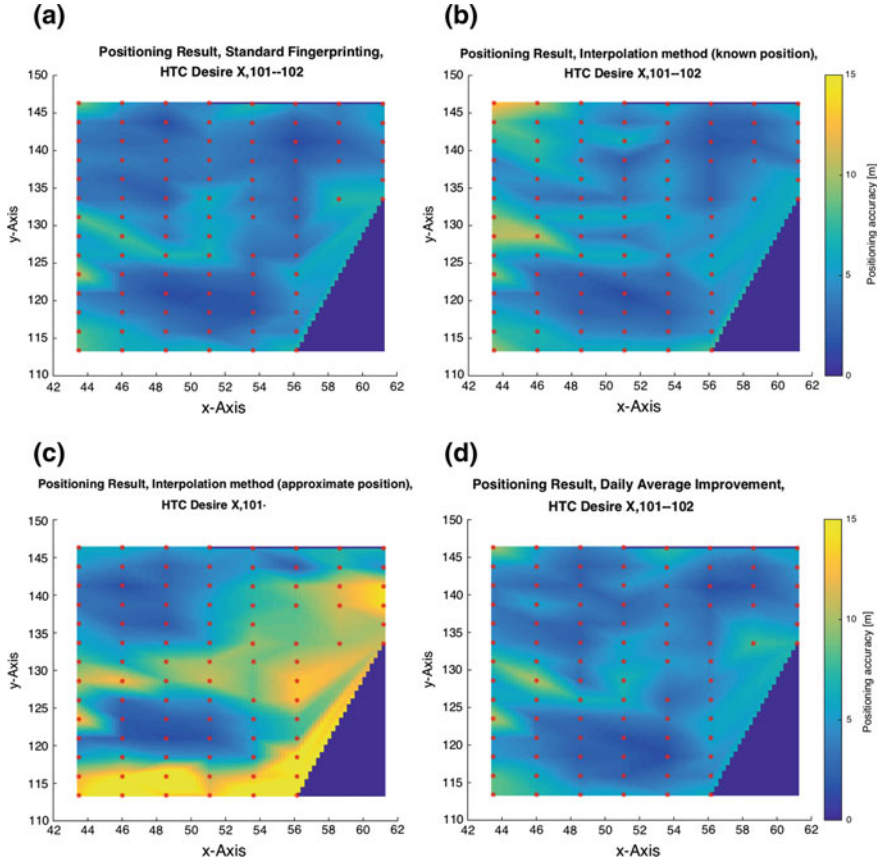 (a)
Positioning Result, Standard Fingerprinting,
HTC Desire X,101--102
150
145
140
135
130
125
120
115
110
y-Axis
42 44 46 48 50 52 54 56 58 60 62
x-Axis
(b)
Positioning Result, Interpolation method (known position),
HTC Desire X,101--102
150
145
140
135
130
125
120
115
110
y-Axis
42 44 46 48 50 52 54 56 58 60 62
x-Axis
15
10
5
0
Positioning accuracy [m]
(c)
Positioning Result, Interpolation method (approximate position),
HTC Desire X,101-
150
145
140
135
130
125
120
115
110
y-Axis
42 44 46 48 50 52 54 56 58 60 62
x-Axis
(d)
Positioning Result, Daily Average Improvement,
HTC Desire X,101--102
150
145
140
135
130
125
120
115
110
y-Axis
42 44 46 48 50 52 54 56 58 60 62
x-Axis
15
10
5
0
Positioning accuracy [m]